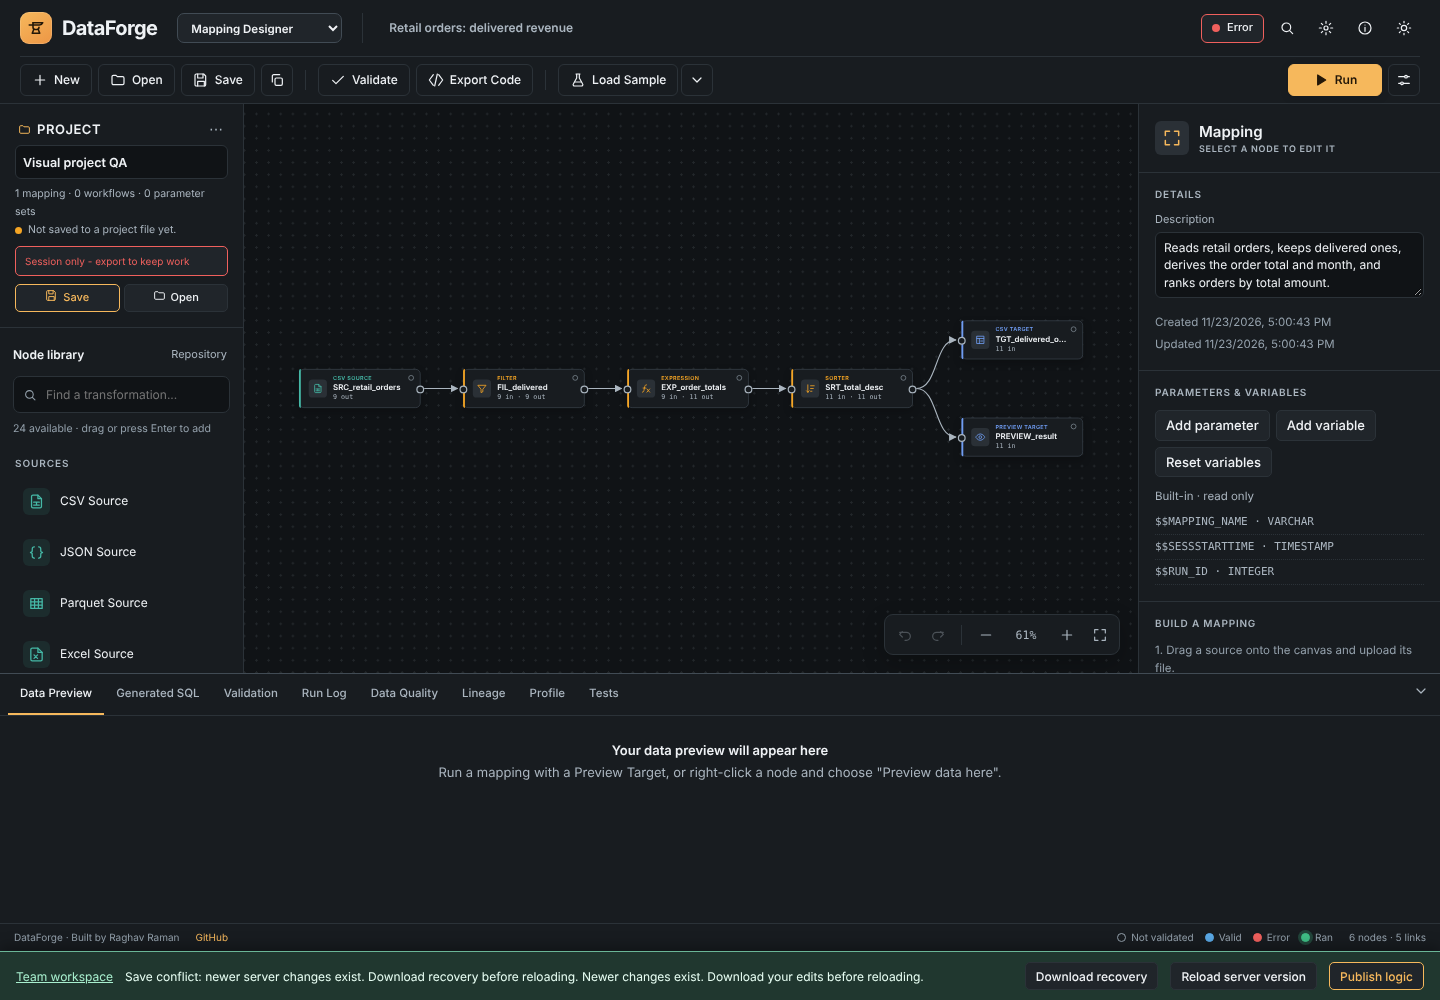 DataForge
Mapping Designer
Retail orders: delivered revenue
Error
New
Open
Save
Validate
Export Code
Load Sample
Run
PROJECT
Visual project QA
1 mapping · 0 workflows · 0 parameter
sets
Not saved to a project file yet.
Session only - export to keep work
Save
Open
Node library
Repository
Find a transformation...
24 available · drag or press Enter to add
SOURCES
CSV Source
JSON Source
Parquet Source
Excel Source
CSV SOURCE
SRC_retail_orders
9 out
FILTER
FIL_delivered
9 in · 9 out
EXPRESSION
EXP_order_totals
9 in · 11 out
SORTER
SRT_total_desc
11 in · 11 out
CSV TARGET
TGT_delivered_o...
11 in
PREVIEW TARGET
PREVIEW_result
11 in
61%
Mapping
SELECT A NODE TO EDIT IT
DETAILS
Description
Reads retail orders, keeps delivered ones,
derives the order total and month, and
ranks orders by total amount.
Created 11/23/2026, 5:00:43 PM
Updated 11/23/2026, 5:00:43 PM
PARAMETERS & VARIABLES
Add parameter
Add variable
Reset variables
Built-in · read only
$$MAPPING_NAME · VARCHAR
$$SESSSTARTTIME · TIMESTAMP
$$RUN_ID · INTEGER
BUILD A MAPPING
1. Drag a source onto the canvas and upload its
file.
Data Preview
Generated SQL
Validation
Run Log
Data Quality
Lineage
Profile
Tests
Your data preview will appear here
Run a mapping with a Preview Target, or right-click a node and choose "Preview data here".
DataForge · Built by Raghav Raman
GitHub
Not validated
Valid
Error
Ran
6 nodes · 5 links
Team workspace
Save conflict: newer server changes exist. Download recovery before reloading. Newer changes exist. Download your edits before reloading.
Download recovery
Reload server version
Publish logic